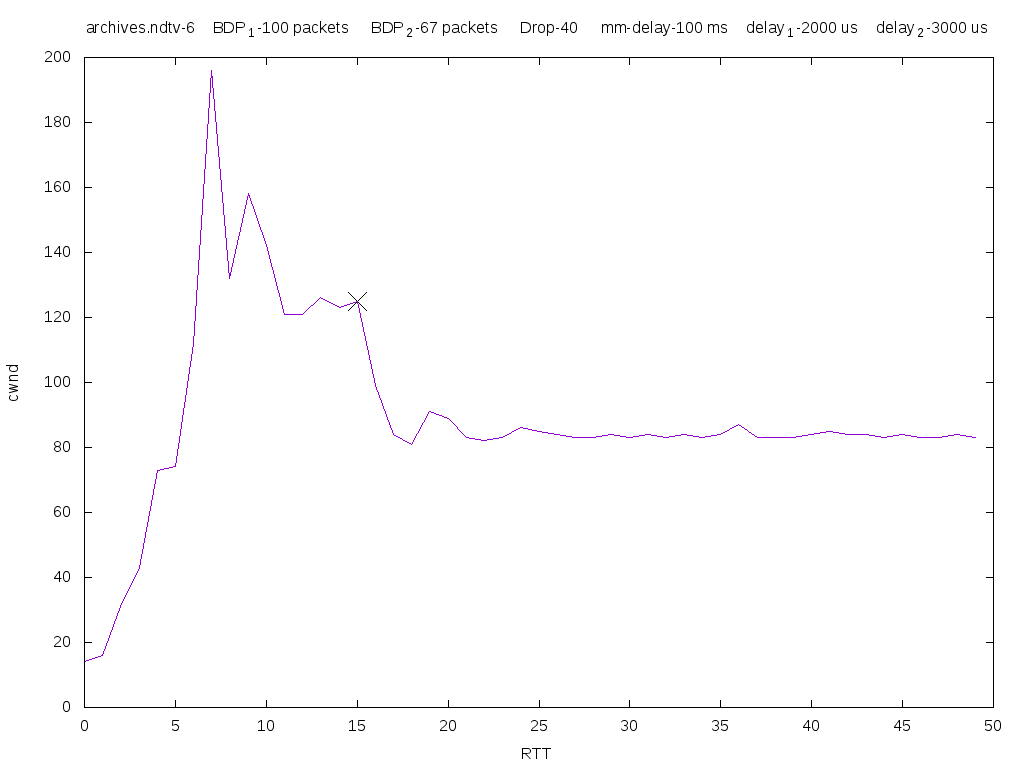 archives.ndtv-6 BDP1-100 packets BDP2-67 packets Drop-40 mm-delay-100 ms delay1-2000 us delay2-3000 us
200
180
160
140
120
100
80
60
40
20
0
cwnd
0 5 10 15 20 25 30 35 40 45 50
RTT